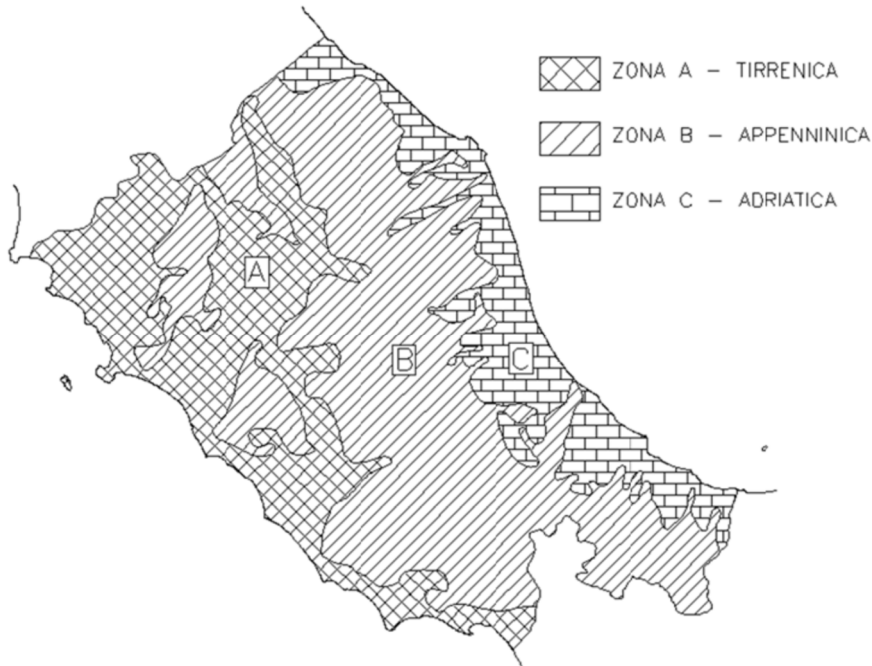 ZONA A – TIRRENICA
ZONA B – APPENNINICA
ZONA C – ADRIATICA
A
B
C